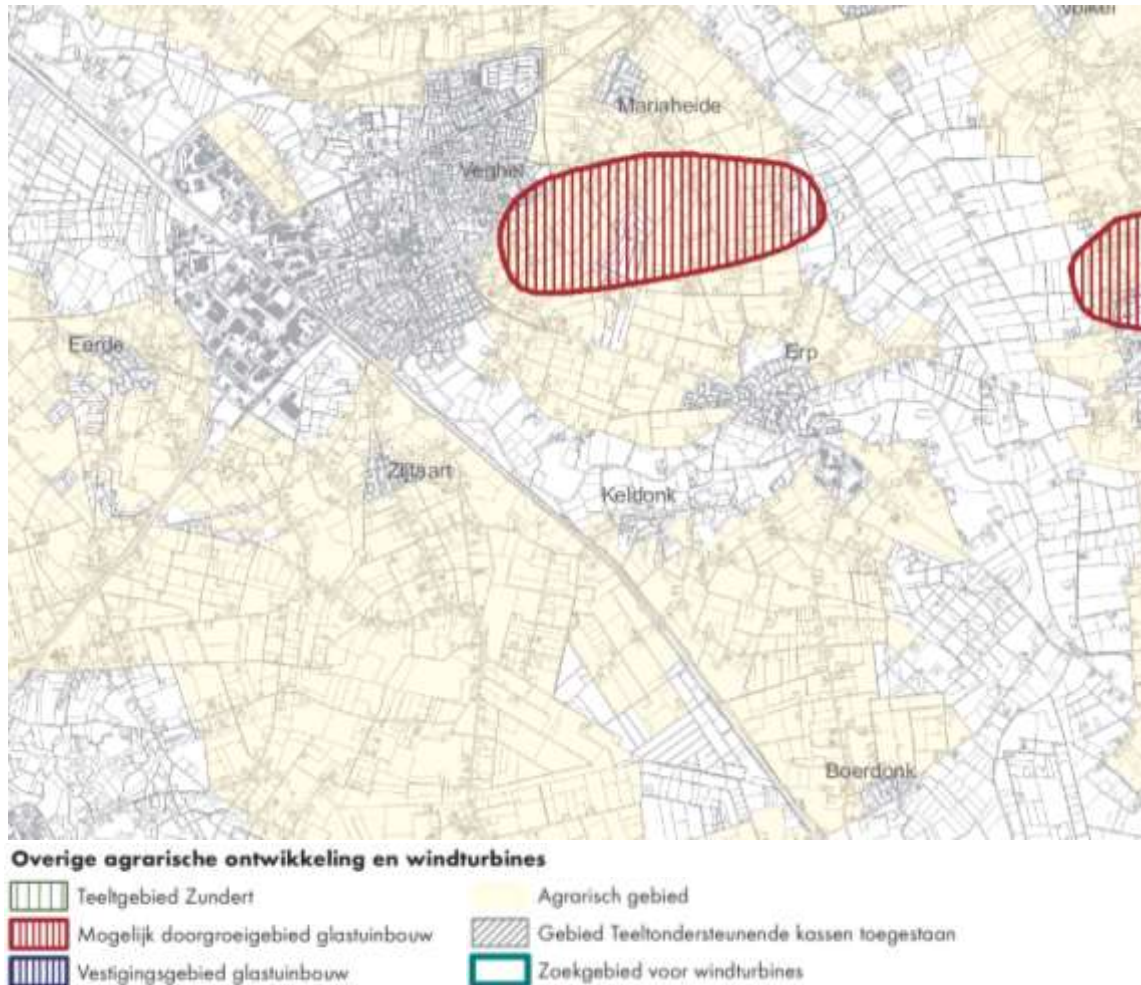 Volkel
Mariaheide
Veghel
Eerde
Erp
Zijtaart
Keldonk
Boerdonk
Overige agrarische ontwikkeling en windturbines
Teeltgebied Zundert
Agrarisch gebied
Mogelijk doorgroeigebied glastuinbouw
Gebied Teeltondersteunende kassen toegestaan
Vestigingsgebied glastuinbouw
Zoekgebied voor windturbines